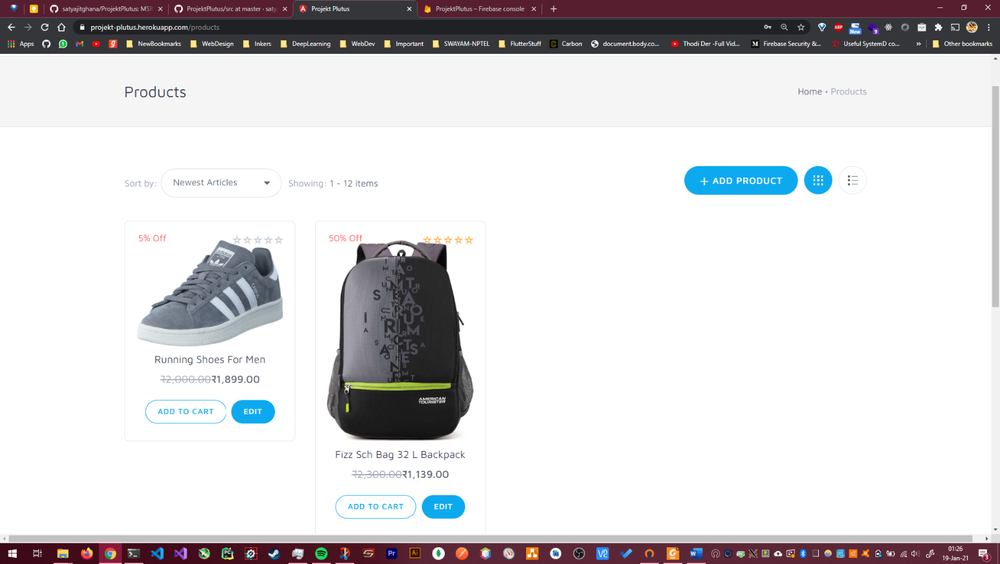 satyajitghana/ProjektPlutus: MSR
ProjektPlutus/src at master · saty
Projekt Plutus
ProjektPlutus – Firebase console
projekt-plutus.herokuapp.com/products
ABP
New
9
Apps
NewBookmarks
WebDesign
Inkers
DeepLearning
WebDev
Important
SWAYAM-NPTEL
FlutterStuff
Carbon
document.body.co...
Thodi Der -Full Vid...
Firebase Security &...
Useful SystemD co...
»
Other bookmarks
Products
Home • Products
Sort by:
Newest Articles
Showing: 1 - 12 items
+ ADD PRODUCT
5% Off
Running Shoes For Men
₹2,000.00₹1,899.00
ADD TO CART
EDIT
50% Off
AMERICAN
TOURISTER
Fizz Sch Bag 32 L Backpack
₹2,300.00₹1,139.00
ADD TO CART
EDIT
01:26
19-Jan-21
3